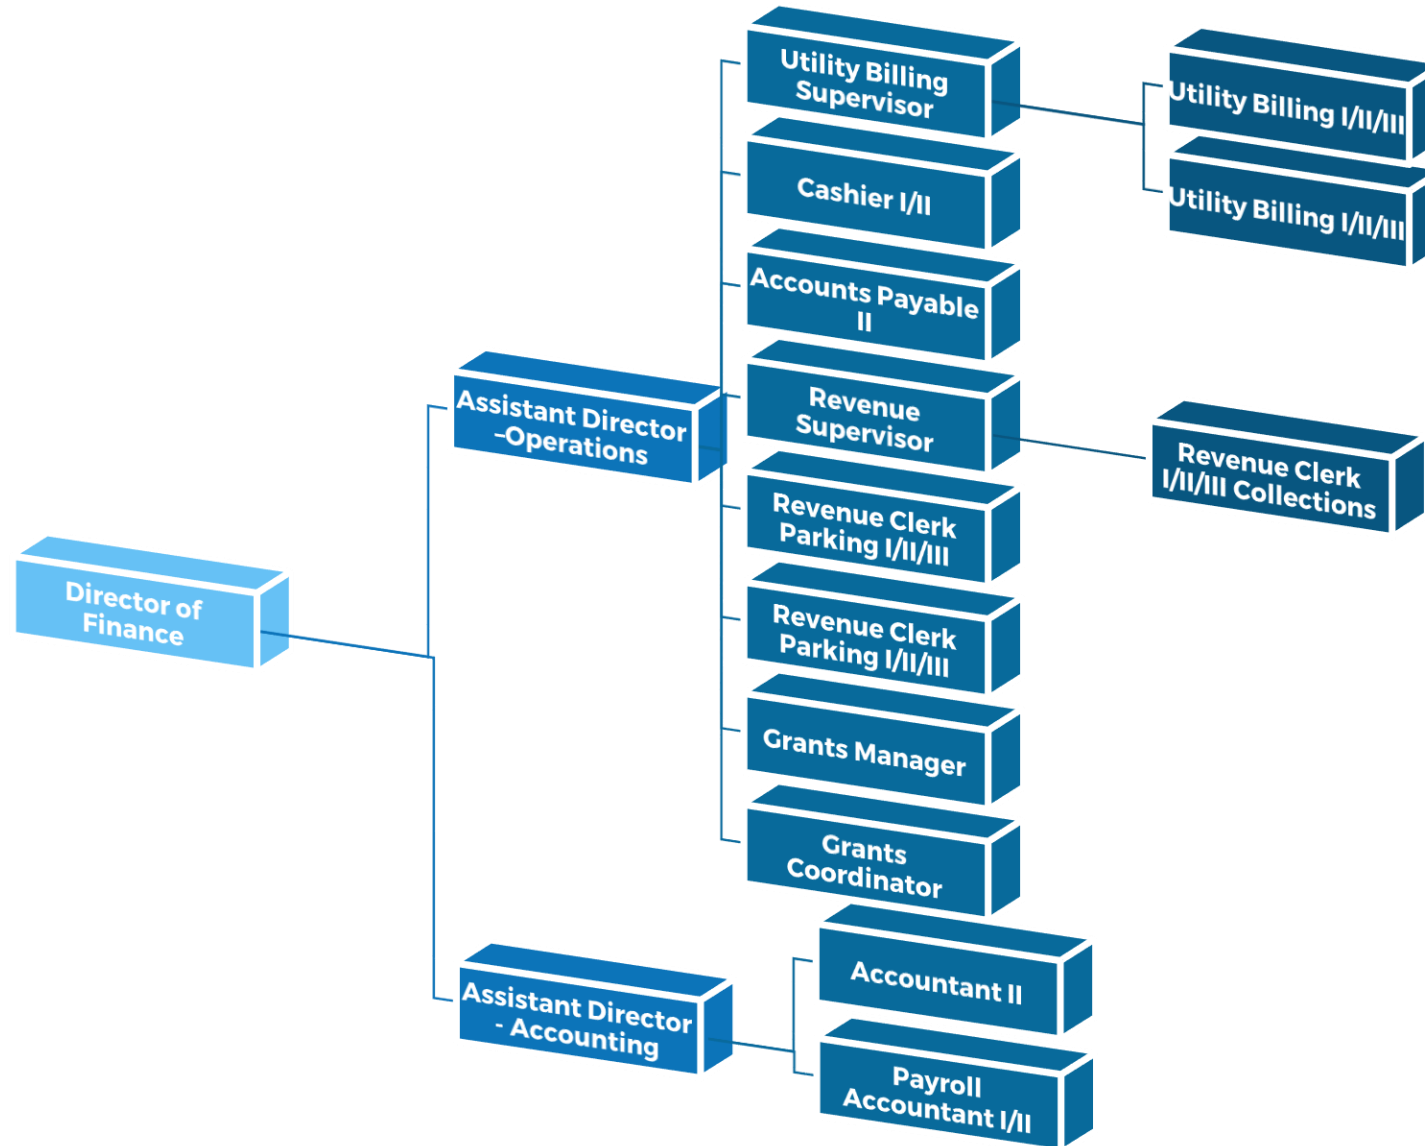 Utility Billing
Supervisor
Utility Billing I/II/III
Utility Billing I/II/III
Cashier I/II
Accounts Payable
II
Assistant Director
–Operations
Revenue
Supervisor
Revenue Clerk
I/II/III Collections
Revenue Clerk
Parking I/II/III
Director of
Finance
Revenue Clerk
Parking I/II/III
Grants Manager
Grants
Coordinator
Assistant Director
- Accounting
Accountant II
Payroll
Accountant I/II